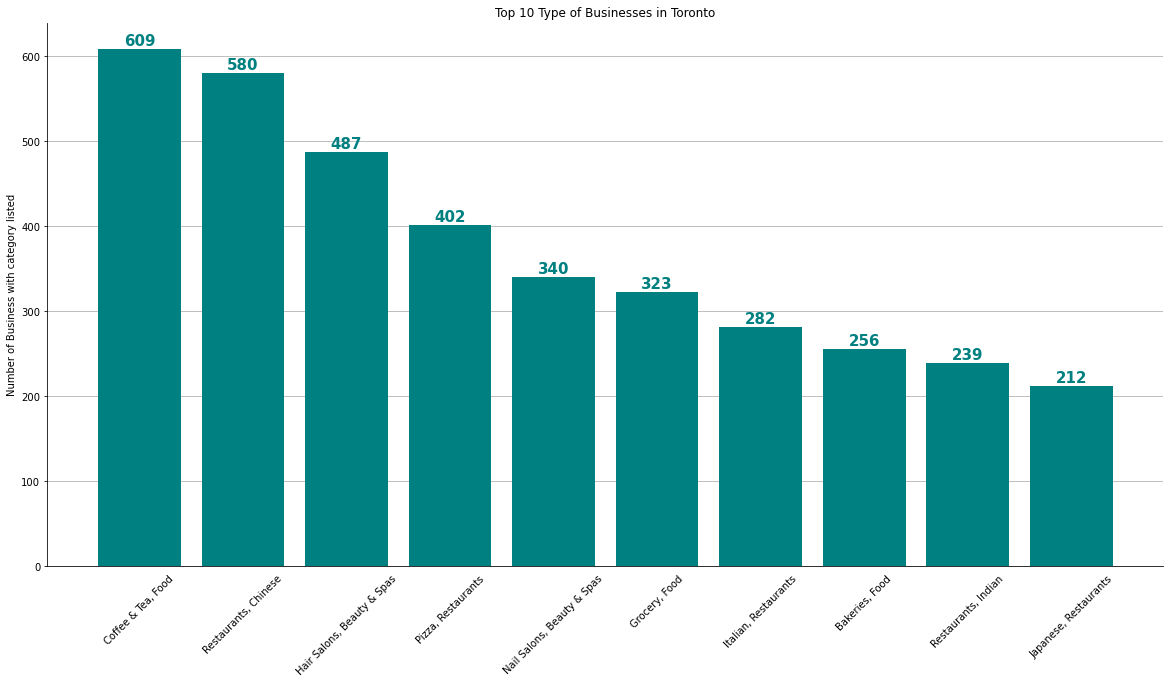 Top 10 Type of Businesses in Toronto
Number of Business with category listed
600
500
400
300
200
100
0
609
580
487
402
340
323
282
256
239
212
Coffee & Tea, Food
Restaurants, Chinese
Hair Salons, Beauty & Spas
Pizza, Restaurants
Nail Salons, Beauty & Spas
Grocery, Food
Italian, Restaurants
Bakeries, Food
Restaurants, Indian
Japanese, Restaurants